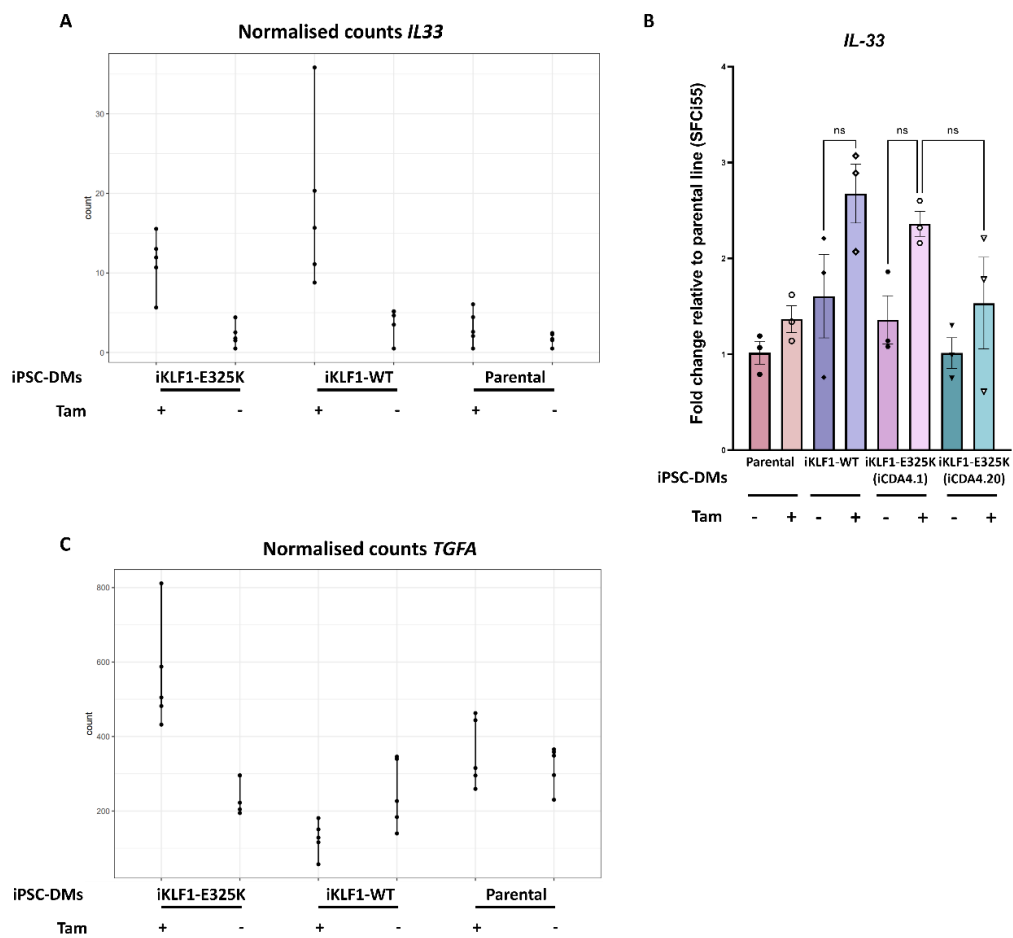 A
Normalised counts IL33
count
30
20
10
0
iPSC-DMs
iKLF1-E325K
iKLF1-WT
Parental
Tam
+ - + - + -
B
IL-33
Fold change relative to parental line (SFCi55)
4
3
2
1
0
ns
ns
ns
Parental
iKLF1-WT
iKLF1-E325K
(iCDA4.1)
iKLF1-E325K
(iCDA4.20)
iPSC-DMs
Tam
- + - + - + - +
C
Normalised counts TGFA
count
800
600
400
200
iPSC-DMs
iKLF1-E325K
iKLF1-WT
Parental
Tam
+ - + - + -